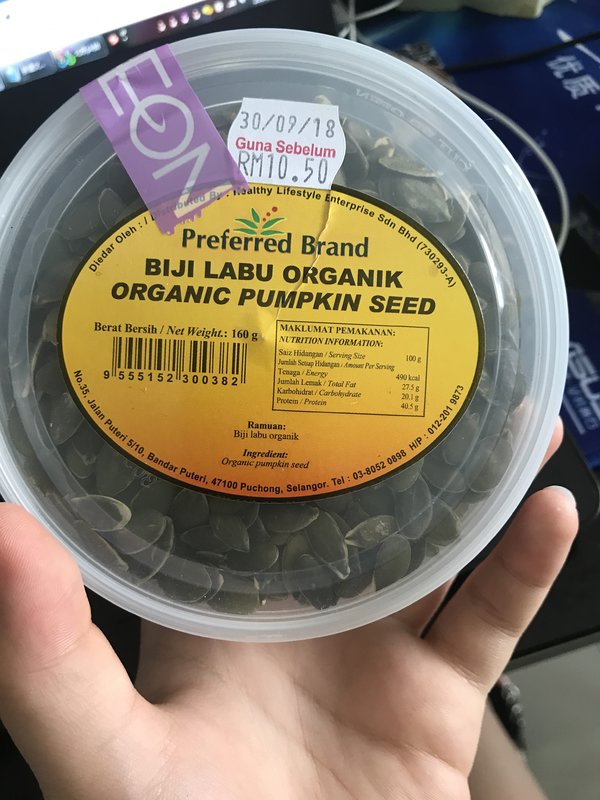 AEON
30/09/18
Guna Sebelum
RM10.50
Healthy Lifestyle Enterprise Sdn Bhd (730293-A)
Diedar Oleh : / Distributed By :
Preferred Brand
BIJI LABU ORGANIK
ORGANIC PUMPKIN SEED
Berat Bersih / Net Weight.: 160 g
9 555152 300382
MAKLUMAT PEMAKANAN:
NUTRITION INFORMATION:
Saiz Hidangan / Serving Size 100 g
Jumlah Setiap Hidangan / Amount Per Serving
Tenaga / Energy 490 kcal
Jumlah Lemak / Total Fat 27.5 g
Karbohidrat / Carbohydrate 20.1 g
Protein / Protein 40.5 g
Ramuan:
Biji labu organik
Ingredient:
Organic pumpkin seed
No.35, Jalan Puteri 5/10, Bandar Puteri, 47100 Puchong, Selangor. Tel : 03-8052 0898 H/P : 012-201 9873
优质
ASUS